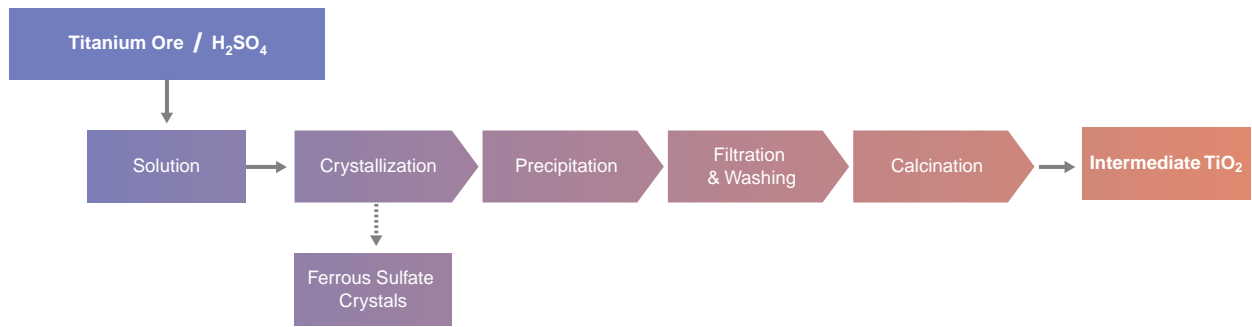 Titanium Ore / H₂SO₄
Solution
Crystallization
Precipitation
Filtration
& Washing
Calcination
Intermediate TiO₂
Ferrous Sulfate
Crystals